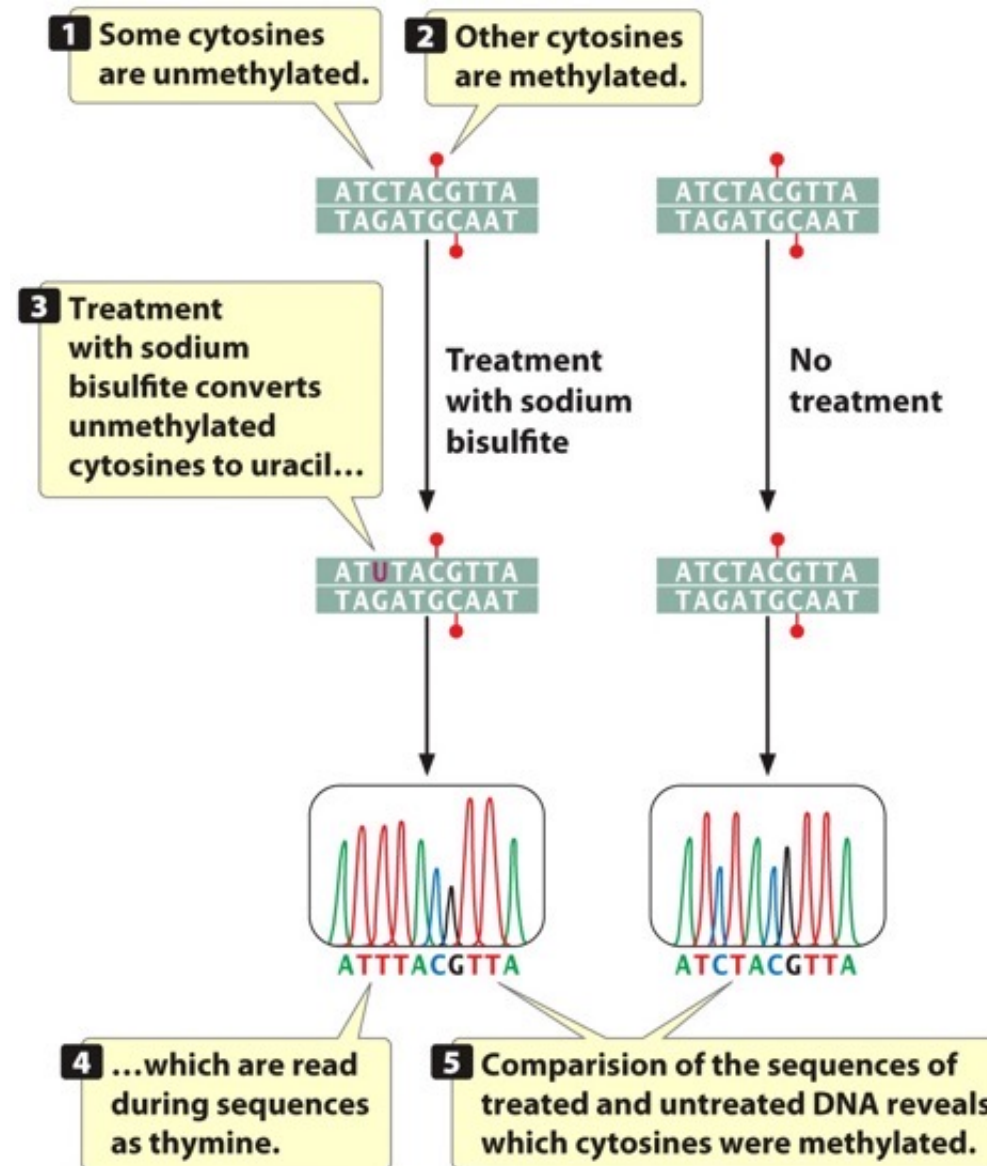 1 Some cytosines
are unmethylated.
2 Other cytosines
are methylated.
ATCTACGTTA
TAGATGCAAT
ATCTACGTTA
TAGATGCAAT
3 Treatment
with sodium
bisulfite converts
unmethylated
cytosines to uracil...
Treatment
with sodium
bisulfite
No
treatment
ATUTACGTTA
TAGATGCAAT
ATCTACGTTA
TAGATGCAAT
ATTTACGTTA
ATCTACGTTA
4 ...which are read
during sequences
as thymine.
5 Comparision of the sequences of
treated and untreated DNA reveals
which cytosines were methylated.